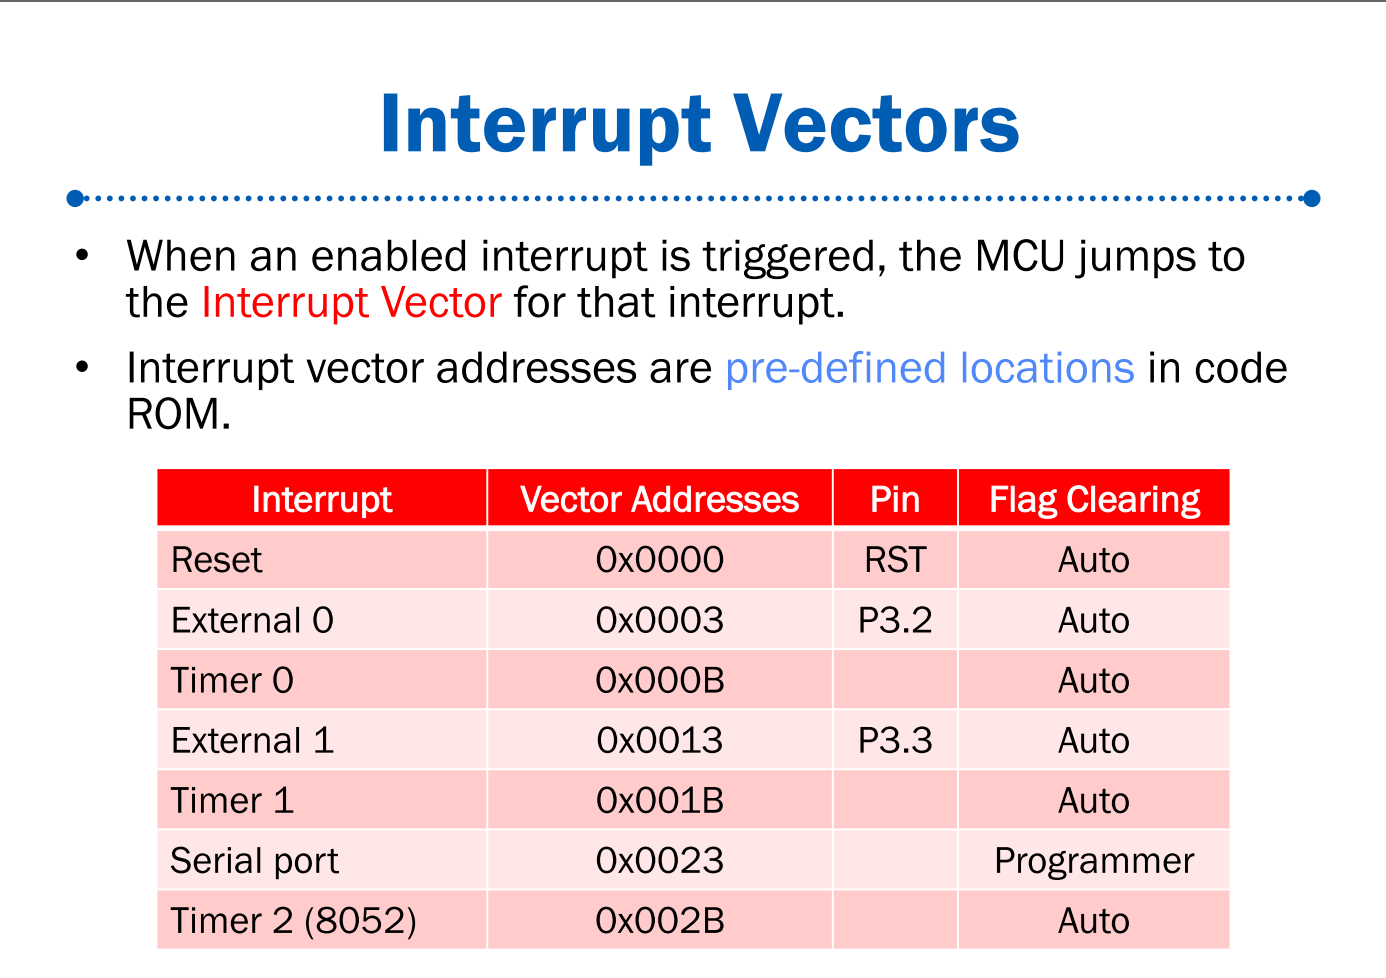 Interrupt Vectors
• When an enabled interrupt is triggered, the MCU jumps to
the Interrupt Vector for that interrupt.
• Interrupt vector addresses are pre-defined locations in code
ROM.
Interrupt Vector Addresses Pin Flag Clearing
Reset 0x0000 RST Auto
External 0 0x0003 P3.2 Auto
Timer 0 0x000B Auto
External 1 0x0013 P3.3 Auto
Timer 1 0x001B Auto
Serial port 0x0023 Programmer
Timer 2 (8052) 0x002B Auto